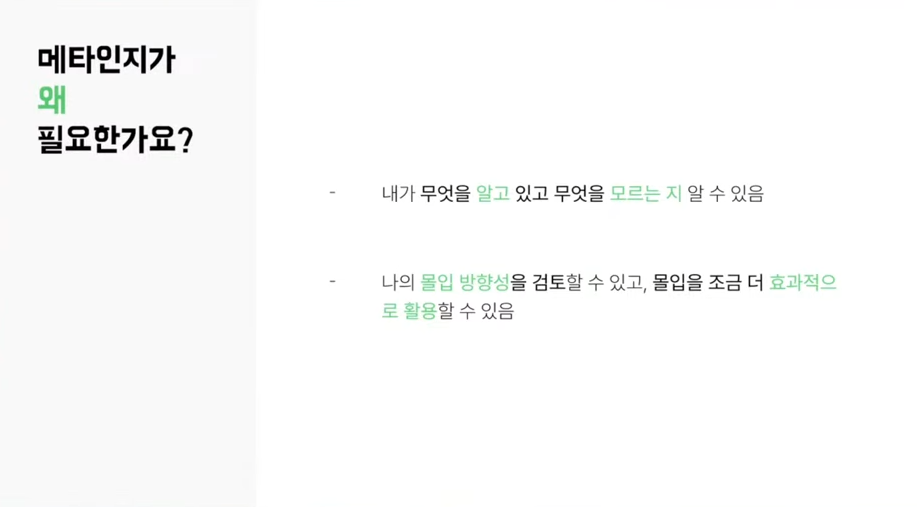 메타인지가
왜
필요한가요?
- 내가 무엇을 알고 있고 무엇을 모르는 지 알 수 있음
- 나의 몰입 방향성을 검토할 수 있고, 몰입을 조금 더 효과적으
로 활용할 수 있음